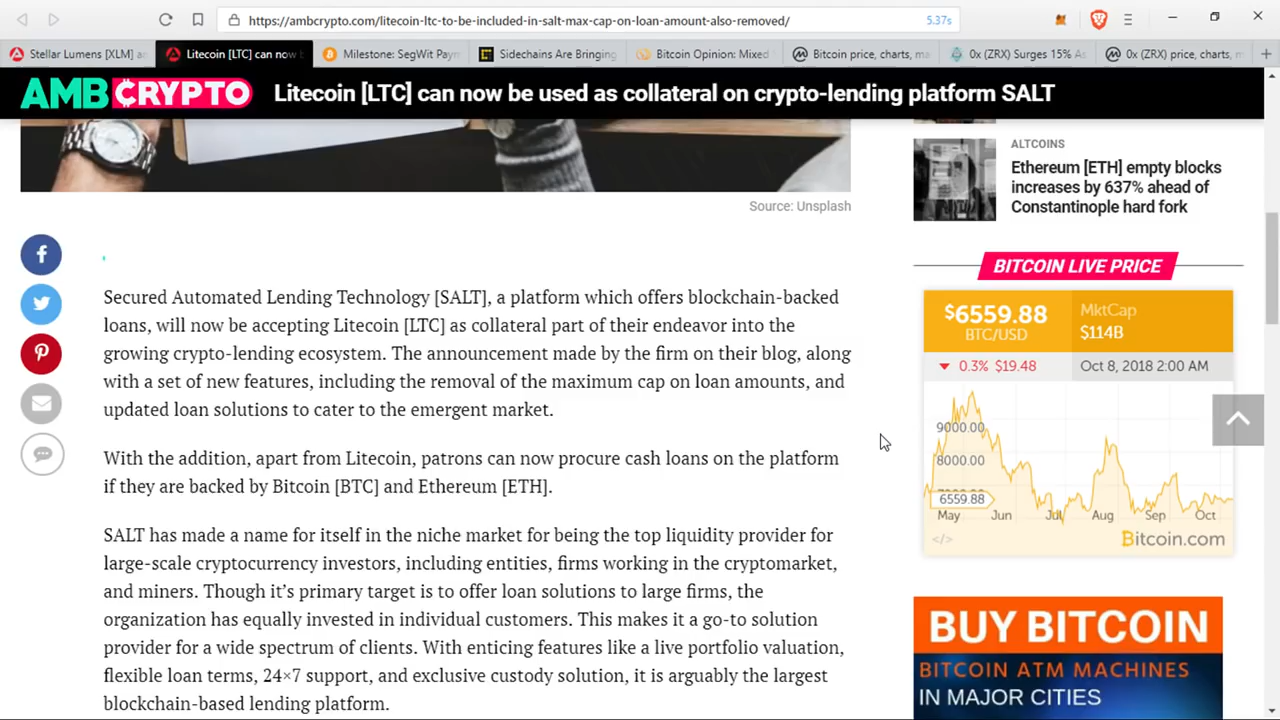 https://ambcrypto.com/litecoin-ltc-to-be-included-in-salt-max-cap-on-loan-amount-also-removed/
5.37s
Stellar Lumens [XLM] a
Litecoin [LTC] can now b
Milestone: SegWit Paym
Sidechains Are Bringing
Bitcoin Opinion: Mixed
Bitcoin price, charts, ma
0x (ZRX) Surges 15% As
0x (ZRX) price, charts, m
AMBCRYPTO
Litecoin [LTC] can now be used as collateral on crypto-lending platform SALT
Source: Unsplash
Secured Automated Lending Technology [SALT], a platform which offers blockchain-backed
loans, will now be accepting Litecoin [LTC] as collateral part of their endeavor into the
growing crypto-lending ecosystem. The announcement made by the firm on their blog, along
with a set of new features, including the removal of the maximum cap on loan amounts, and
updated loan solutions to cater to the emergent market.
With the addition, apart from Litecoin, patrons can now procure cash loans on the platform
if they are backed by Bitcoin [BTC] and Ethereum [ETH].
SALT has made a name for itself in the niche market for being the top liquidity provider for
large-scale cryptocurrency investors, including entities, firms working in the cryptomarket,
and miners. Though it's primary target is to offer loan solutions to large firms, the
organization has equally invested in individual customers. This makes it a go-to solution
provider for a wide spectrum of clients. With enticing features like a live portfolio valuation,
flexible loan terms, 24×7 support, and exclusive custody solution, it is arguably the largest
blockchain-based lending platform.
ALTCOINS
Ethereum [ETH] empty blocks
increases by 637% ahead of
Constantinople hard fork
BITCOIN LIVE PRICE
$6559.88
BTC/USD
MktCap
$114B
0.3% $19.48
Oct 8, 2018 2:00 AM
9000.00
8000.00
6559.88
May Jun Jul Aug Sep Oct
</>
Bitcoin.com
BUY BITCOIN
BITCOIN ATM MACHINES
IN MAJOR CITIES